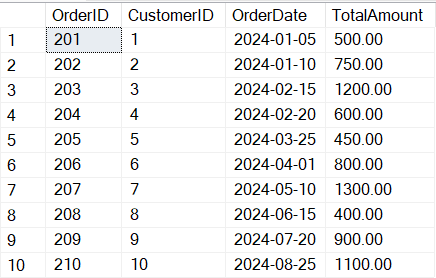 OrderID CustomerID OrderDate TotalAmount
1 201 1 2024-01-05 500.00
2 202 2 2024-01-10 750.00
3 203 3 2024-02-15 1200.00
4 204 4 2024-02-20 600.00
5 205 5 2024-03-25 450.00
6 206 6 2024-04-01 800.00
7 207 7 2024-05-10 1300.00
8 208 8 2024-06-15 400.00
9 209 9 2024-07-20 900.00
10 210 10 2024-08-25 1100.00